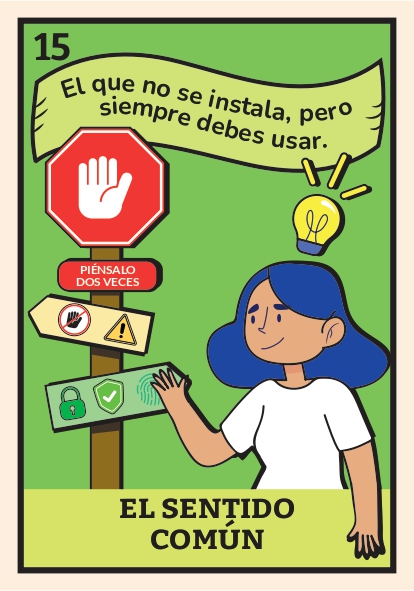 15
El que no se instala, pero
siempre debes usar.
PIÉNSALO
DOS VECES
EL SENTIDO
COMÚN